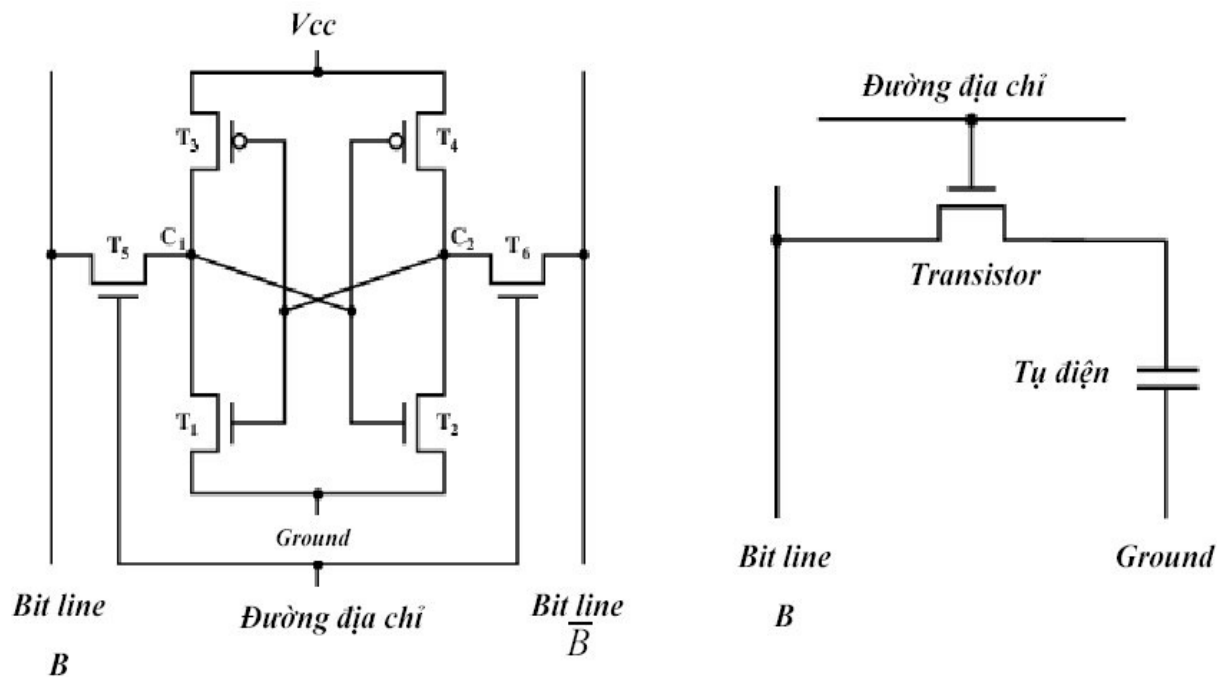 Vcc
T₃
T₄
T₅
C₁
C₂
T₆
T₁
T₂
Ground
Đường địa chỉ
Bit line
B
Bit line
B̅
Đường địa chỉ
Transistor
Tụ điện
Bit line
B
Ground